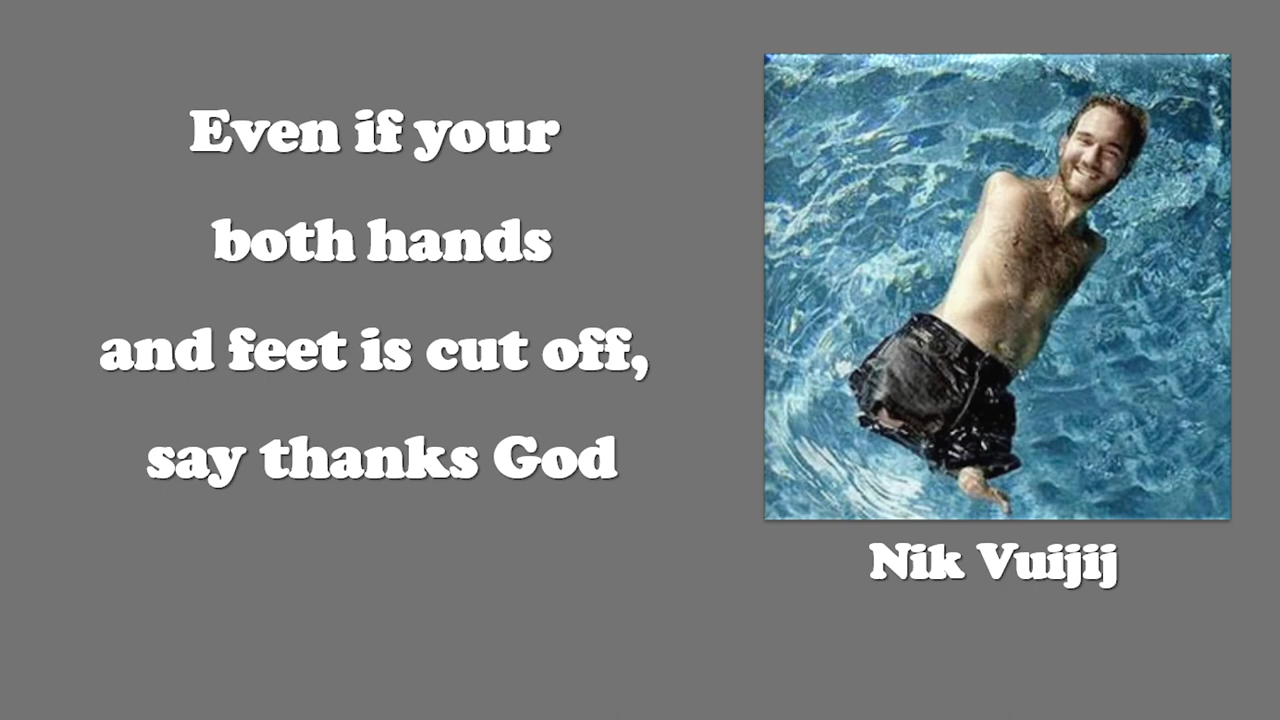 Even if your
both hands
and feet is cut off,
say thanks God
Nik Vuijij